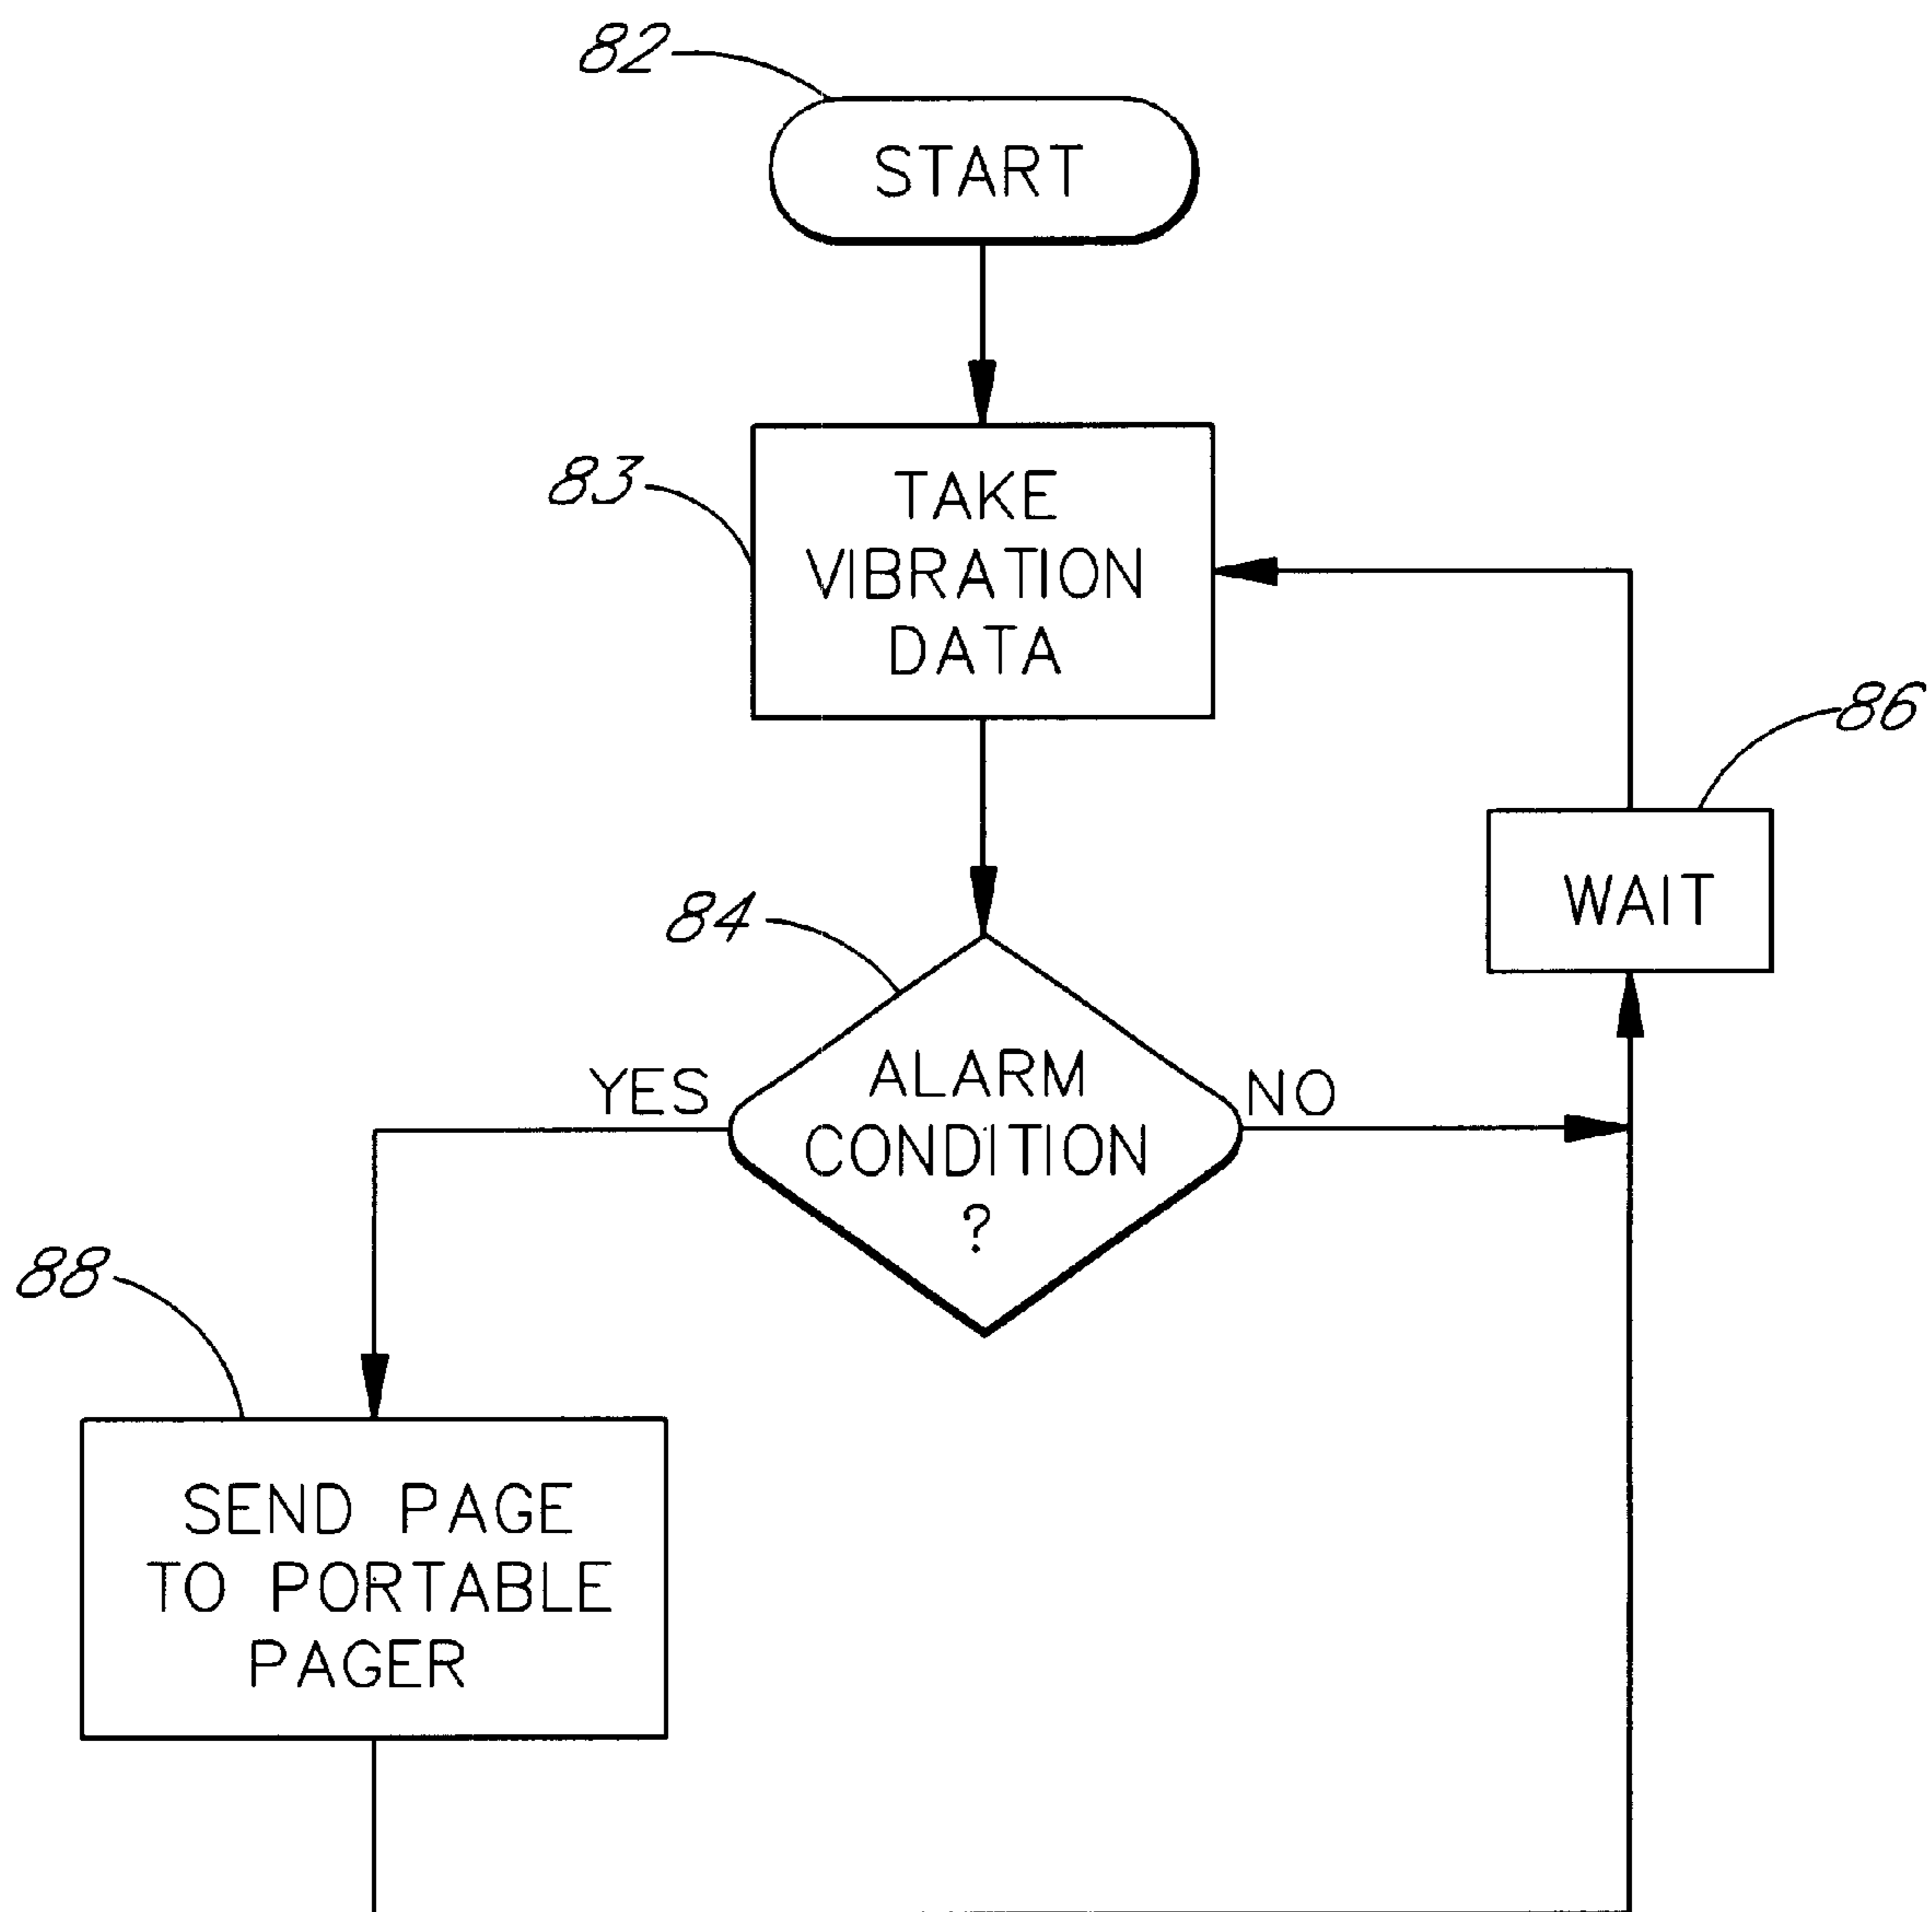 82
START
83
TAKE
VIBRATION
DATA
86
WAIT
84
YES
ALARM
CONDITION
?
NO
88
SEND PAGE
TO PORTABLE
PAGER